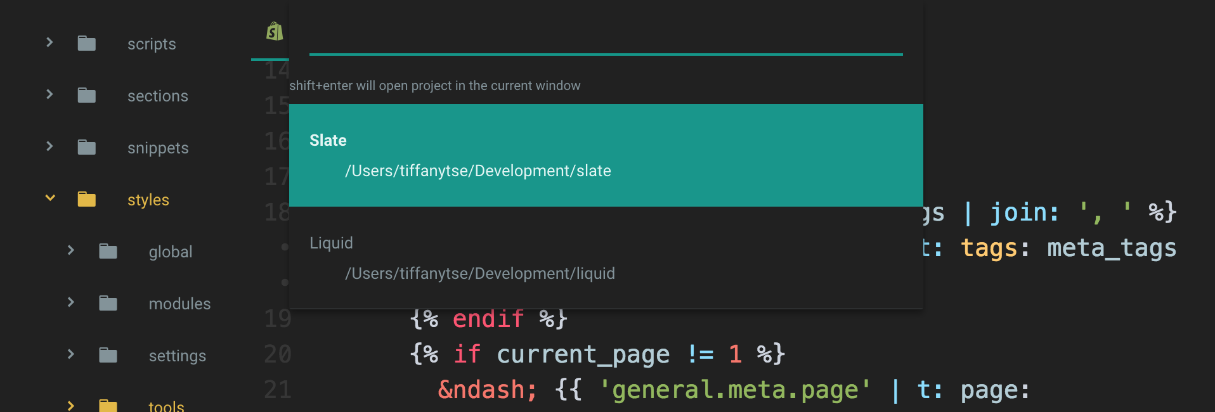 scripts
sections
snippets
styles
global
modules
settings
tools
shift+enter will open project in the current window
Slate
/Users/tiffanytse/Development/slate
Liquid
/Users/tiffanytse/Development/liquid
14
15
16
17
18 gs | join: ', ' %}
t: tags: meta_tags
19 {% endif %}
20 {% if current_page != 1 %}
21 &ndash; {{ 'general.meta.page' | t: page: